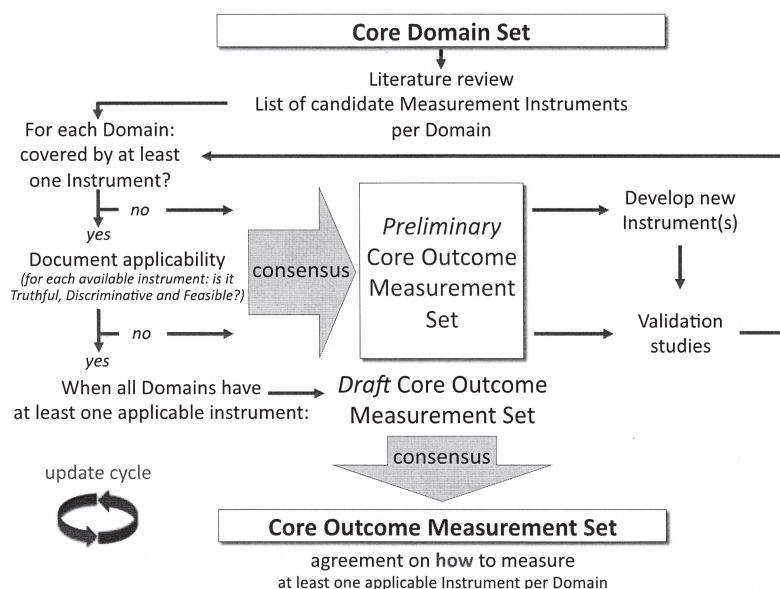 Core Domain Set
Literature review
List of candidate Measurement Instruments
per Domain
For each Domain:
covered by at least
one Instrument?
no
yes
Document applicability
(for each available instrument: is it
Truthful, Discriminative and Feasible?)
no
yes
consensus
Preliminary
Core Outcome
Measurement
Set
Develop new
Instrument(s)
Validation
studies
When all Domains have
at least one applicable instrument:
Draft Core Outcome
Measurement Set
consensus
update cycle
Core Outcome Measurement Set
agreement on how to measure
at least one applicable Instrument per Domain